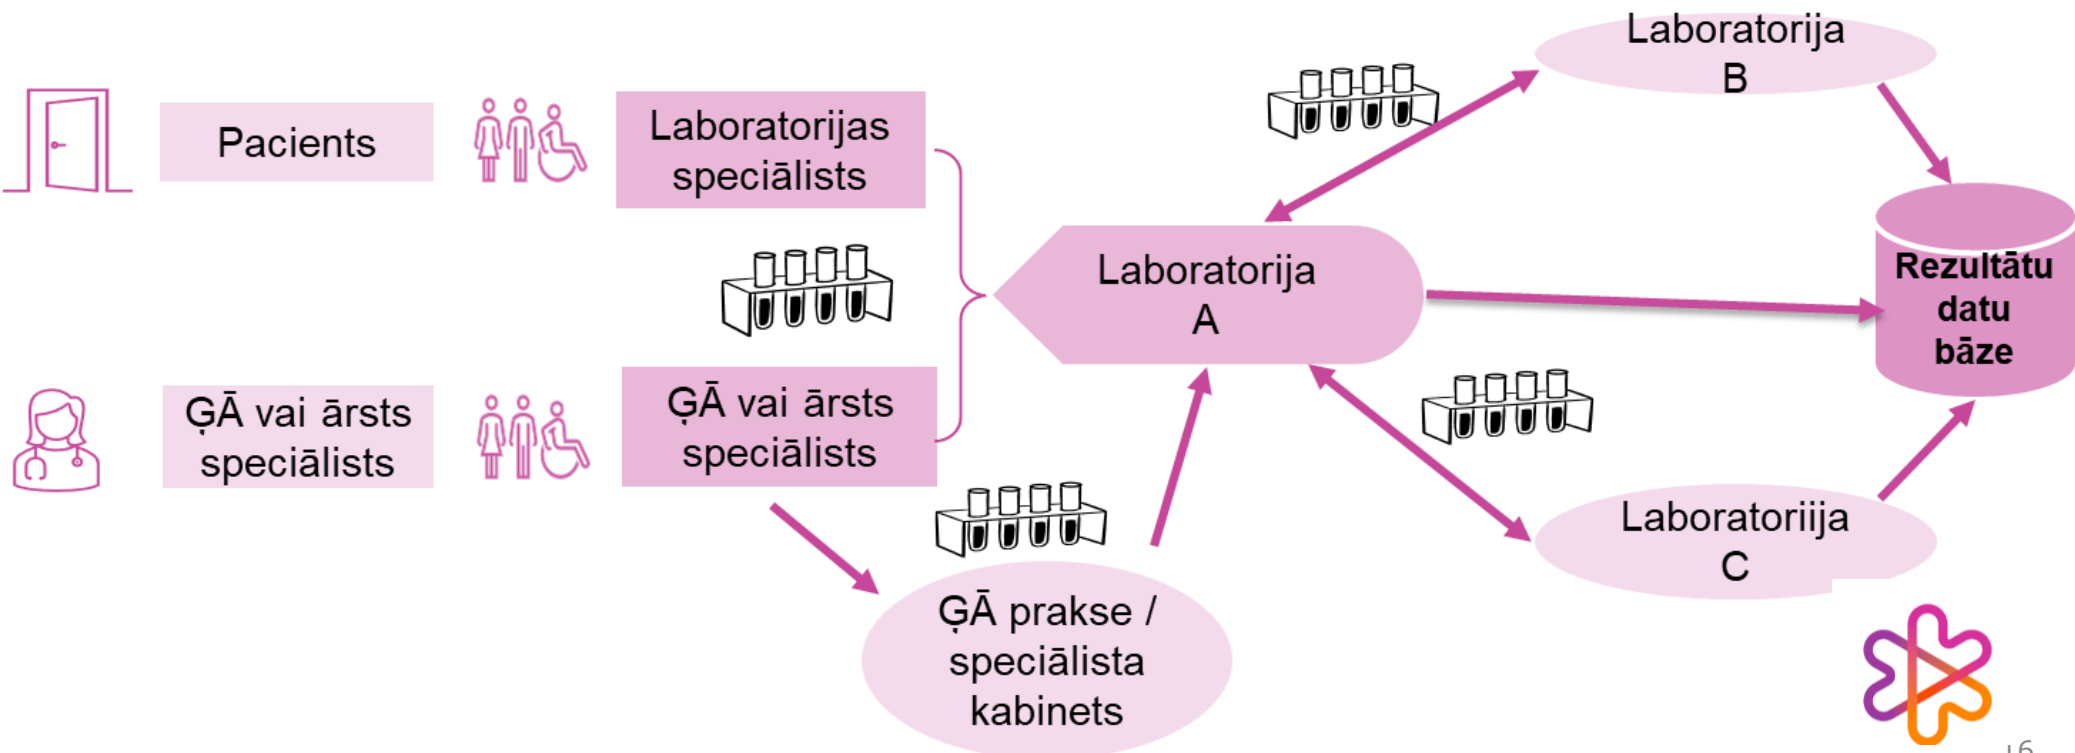 Pacients
Laboratorijas
speciālists
ĢĀ vai ārsts
speciālists
ĢĀ vai ārsts
speciālists
ĢĀ prakse /
speciālista
kabinets
Laboratorija
A
Laboratorija
B
Laboratoriija
C
Rezultātu
datu
bāze